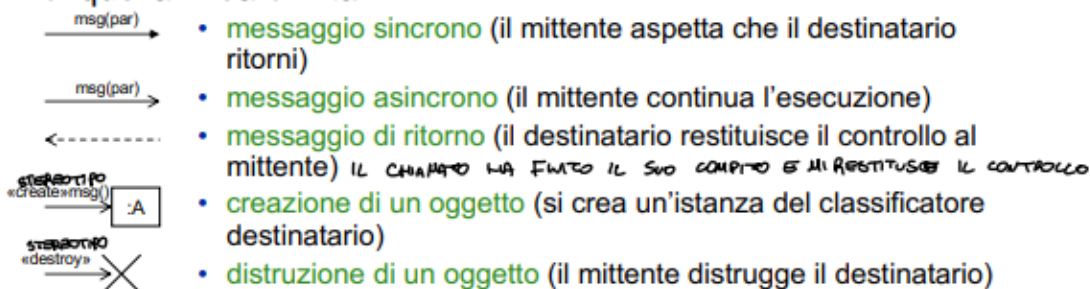 msg(par)
• messaggio sincrono (il mittente aspetta che il destinatario
ritorni)
msg(par)
• messaggio asincrono (il mittente continua l'esecuzione)
• messaggio di ritorno (il destinatario restituisce il controllo al
mittente) IL CHIAMATO HA FINITO IL SUO COMPITO E MI RESTITUISCE IL CONTROLLO
STEREOTIPO
«create»msg()
:A
• creazione di un oggetto (si crea un'istanza del classificatore
destinatario)
STEREOTIPO
«destroy»
• distruzione di un oggetto (il mittente distrugge il destinatario)